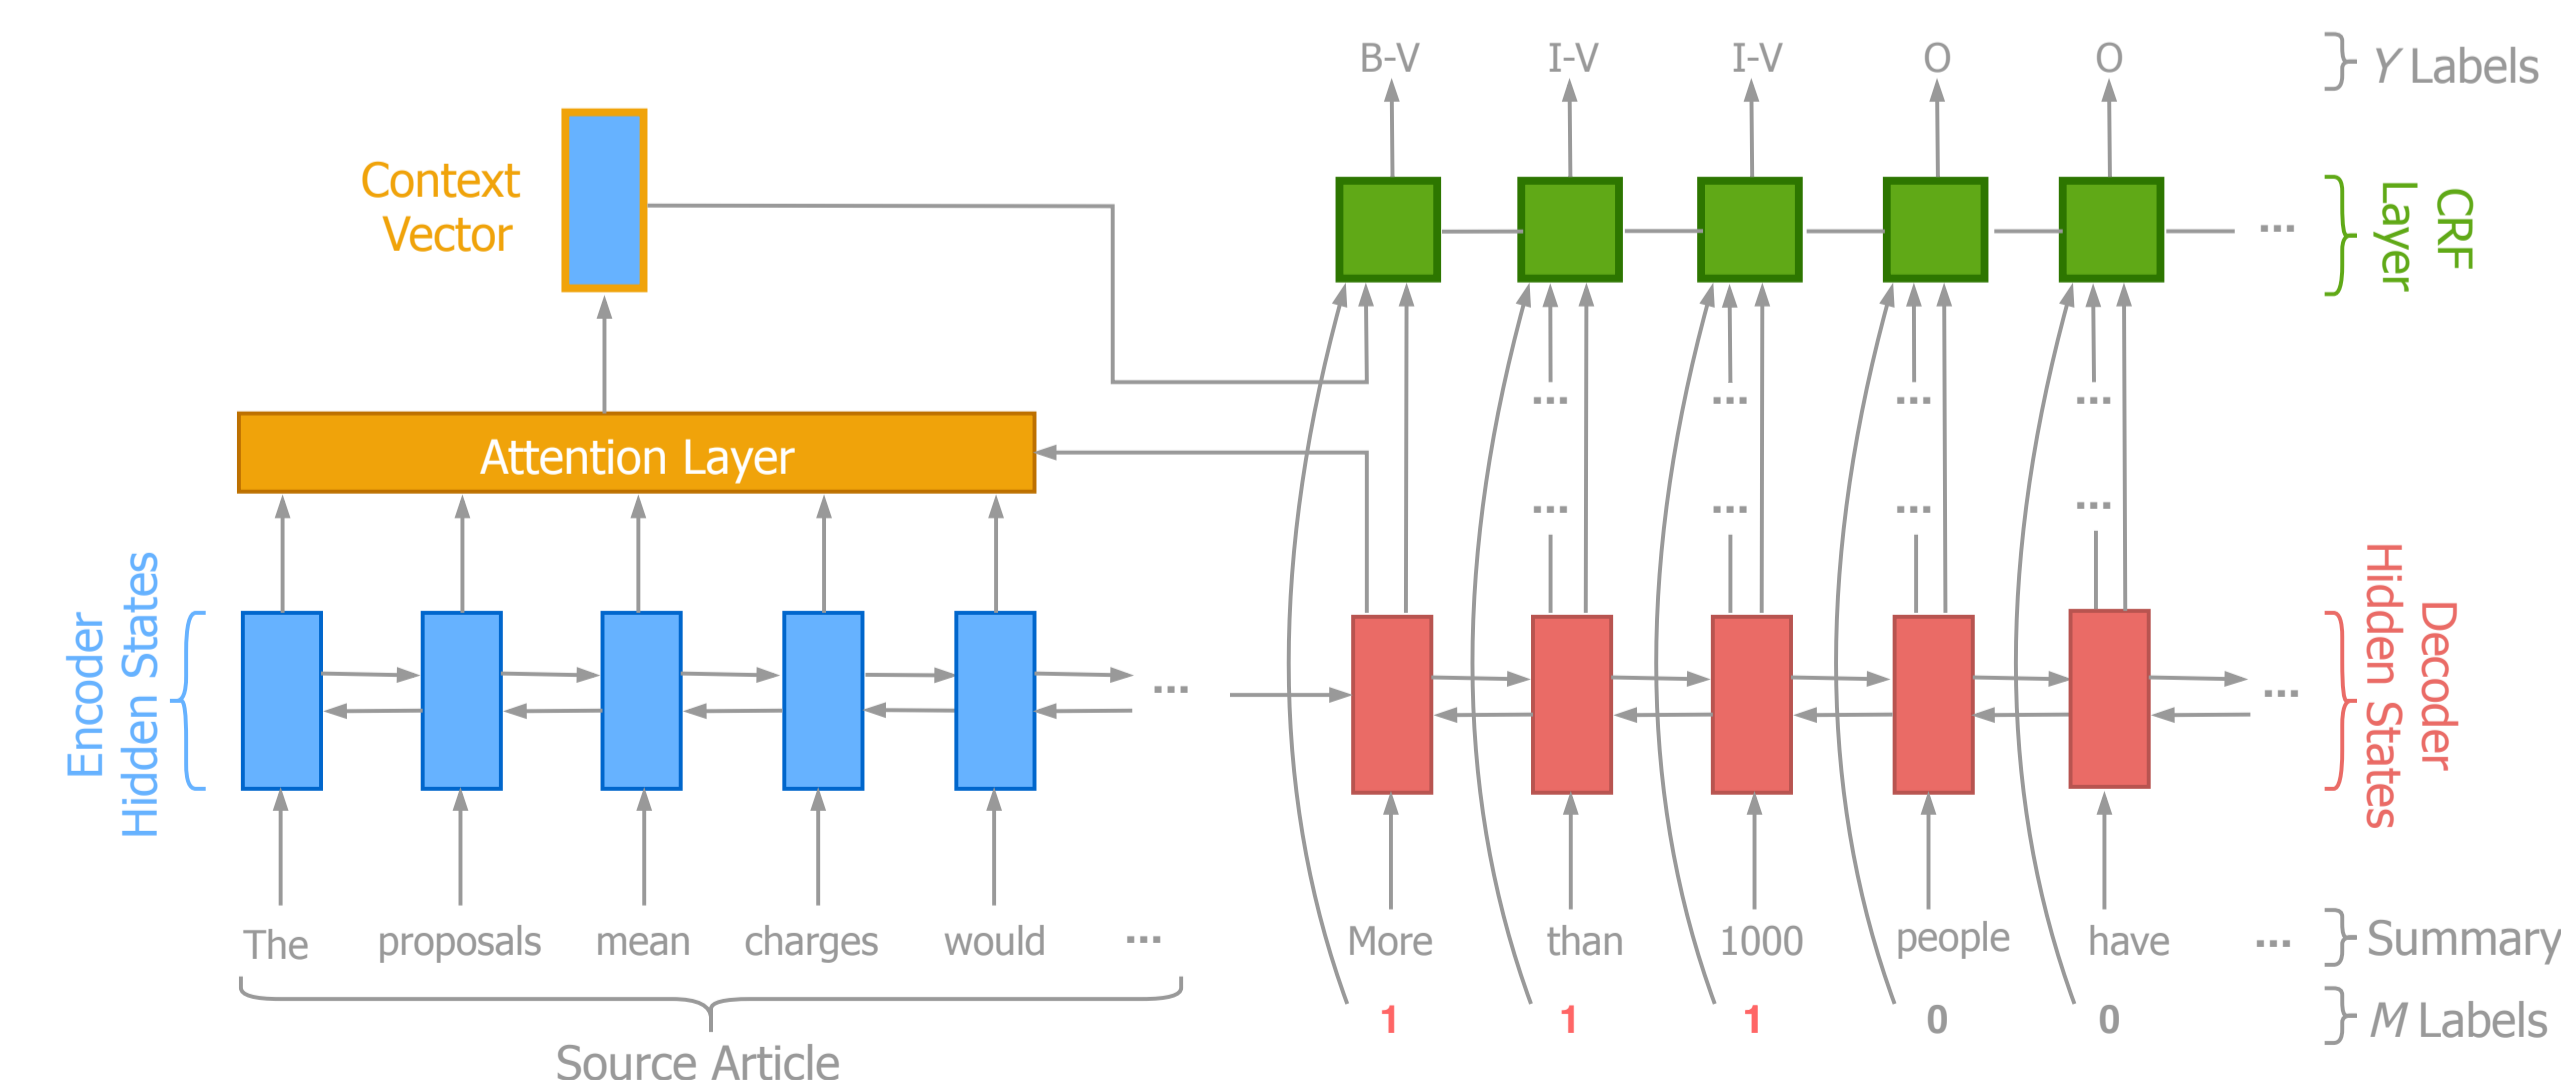 B-V I-V I-V O O
Y Labels
Context
Vector
CRF
Layer
...
Attention Layer
... ... ... ...
... ... ... ...
Encoder
Hidden States
...
...
Decoder
Hidden States
The proposals mean charges would ...
Source Article
More than 1000 people have ...
Summary
1 1 1 0 0
M Labels